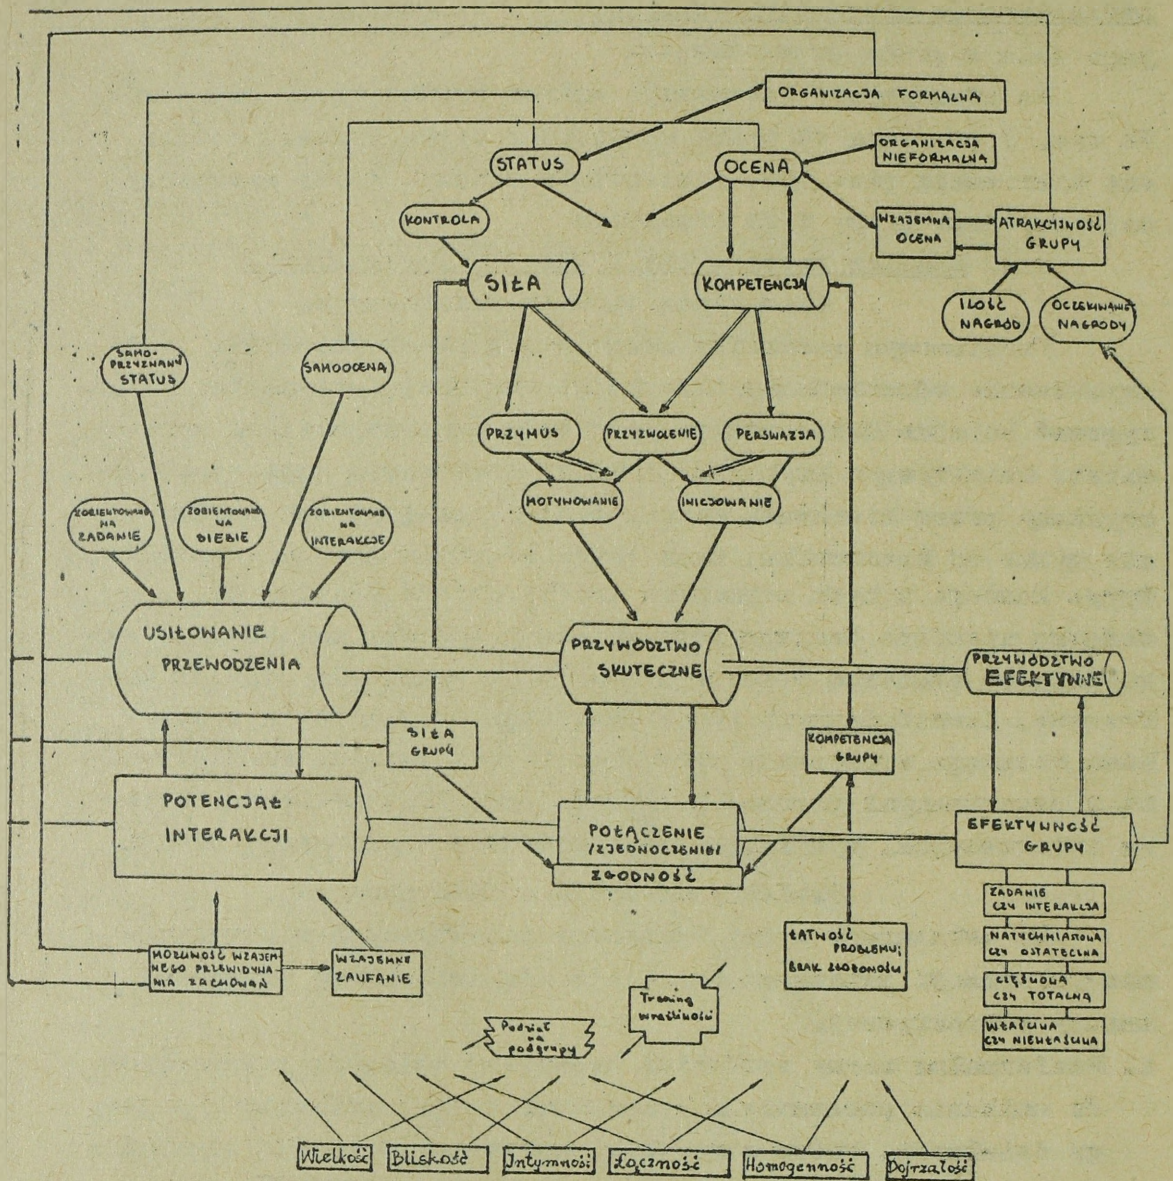 ORGANIZACJA FORMALNA
STATUS
OCENA
ORGANIZACJA
NIEFORMALNA
KONTROLA
WZAJEMNA
OCENA
ATRAKCYJNOŚĆ
GRUPY
SIŁA
KOMPETENCJA
ILOŚĆ
NAGRÓD
OCZEKIWANIE
NAGRODY
SAMO-
PRZYZNANY
STATUS
SAMOOCENA
PRZYMUS
PRZYZWOLENIE
PERSWAZJA
MOTYWOWANIE
INICJOWANIE
ZORIENTOWANE
NA
ZADANIE
ZORIENTOWANE
NA
SIEBIE
ZORIENTOWANE
NA
INTERAKCJE
USIŁOWANIE
PRZEWODZENIA
PRZYWÓDZTWO
SKUTECZNE
PRZYWÓDZTWO
EFEKTYWNE
SIŁA
GRUPY
KOMPETENCJA
GRUPY
POTENCJAŁ
INTERAKCJI
POŁĄCZENIE
/ZJEDNOCZENIE/
ZGODNOŚĆ
EFEKTYWNOŚĆ
GRUPY
ZADANIE
CZY INTERAKCJA
NATYCHMIASTOWA
CZY OSTATECZNA
CZĘŚCIOWA
CZY TOTALNA
WŁAŚCIWA
CZY NIEWŁAŚCIWA
MOŻLIWOŚĆ WZAJEM-
NEGO PRZEWIDYWA-
NIA ZACHOWAŃ
WZAJEMNE
ZAUFANIE
ŁATWOŚĆ
PROBLEMU;
BRAK ZŁOŻONOŚCI
Trening
wrażliwości
Podział
na
podgrupy
Wielkość
Bliskość
Intymność
Łączność
Homogenność
Dojrzałość